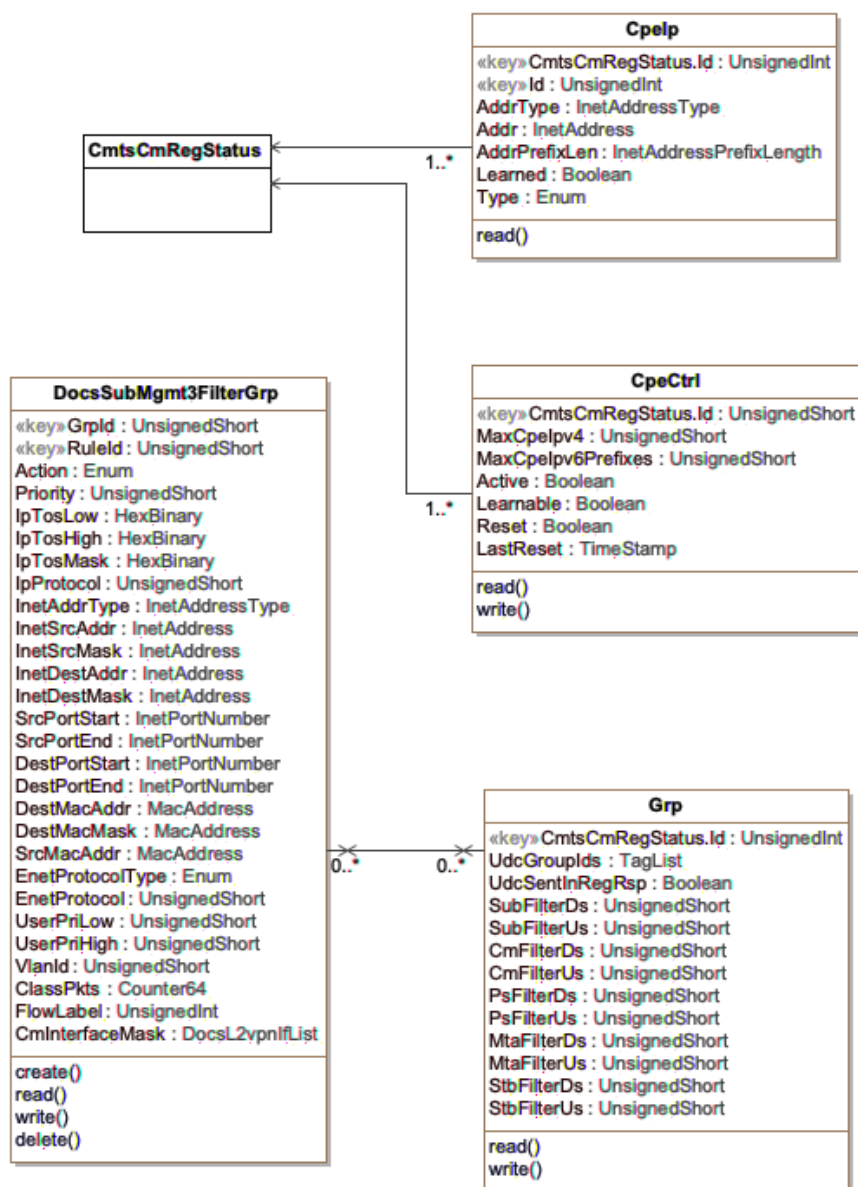 CpeIp
«key»CmtsCmRegStatus.Id : UnsignedInt
«key»Id : UnsignedInt
AddrType : InetAddressType
Addr : InetAddress
AddrPrefixLen : InetAddressPrefixLength
Learned : Boolean
Type : Enum
read()
CmtsCmRegStatus
1..*
CpeCtrl
«key»CmtsCmRegStatus.Id : UnsignedShort
MaxCpeIpv4 : UnsignedShort
MaxCpeIpv6Prefixes : UnsignedShort
Active : Boolean
Learnable : Boolean
Reset : Boolean
LastReset : TimeStamp
read()
write()
1..*
DocsSubMgmt3FilterGrp
«key»GrpId : UnsignedShort
«key»RuleId : UnsignedShort
Action : Enum
Priority : UnsignedShort
IpTosLow : HexBinary
IpTosHigh : HexBinary
IpTosMask : HexBinary
IpProtocol : UnsignedShort
InetAddrType : InetAddressType
InetSrcAddr : InetAddress
InetSrcMask : InetAddress
InetDestAddr : InetAddress
InetDestMask : InetAddress
SrcPortStart : InetPortNumber
SrcPortEnd : InetPortNumber
DestPortStart : InetPortNumber
DestPortEnd : InetPortNumber
DestMacAddr : MacAddress
DestMacMask : MacAddress
SrcMacAddr : MacAddress
EnetProtocolType : Enum
EnetProtocol : UnsignedShort
UserPriLow : UnsignedShort
UserPriHigh : UnsignedShort
VlanId : UnsignedShort
ClassPkts : Counter64
FlowLabel : UnsignedInt
CmInterfaceMask : DocsL2vpnIfList
create()
read()
write()
delete()
0..*
0..*
Grp
«key»CmtsCmRegStatus.Id : UnsignedInt
UdcGroupIds : TagList
UdcSentInRegRsp : Boolean
SubFilterDs : UnsignedShort
SubFilterUs : UnsignedShort
CmFilterDs : UnsignedShort
CmFilterUs : UnsignedShort
PsFilterDs : UnsignedShort
PsFilterUs : UnsignedShort
MtaFilterDs : UnsignedShort
MtaFilterUs : UnsignedShort
StbFilterDs : UnsignedShort
StbFilterUs : UnsignedShort
read()
write()